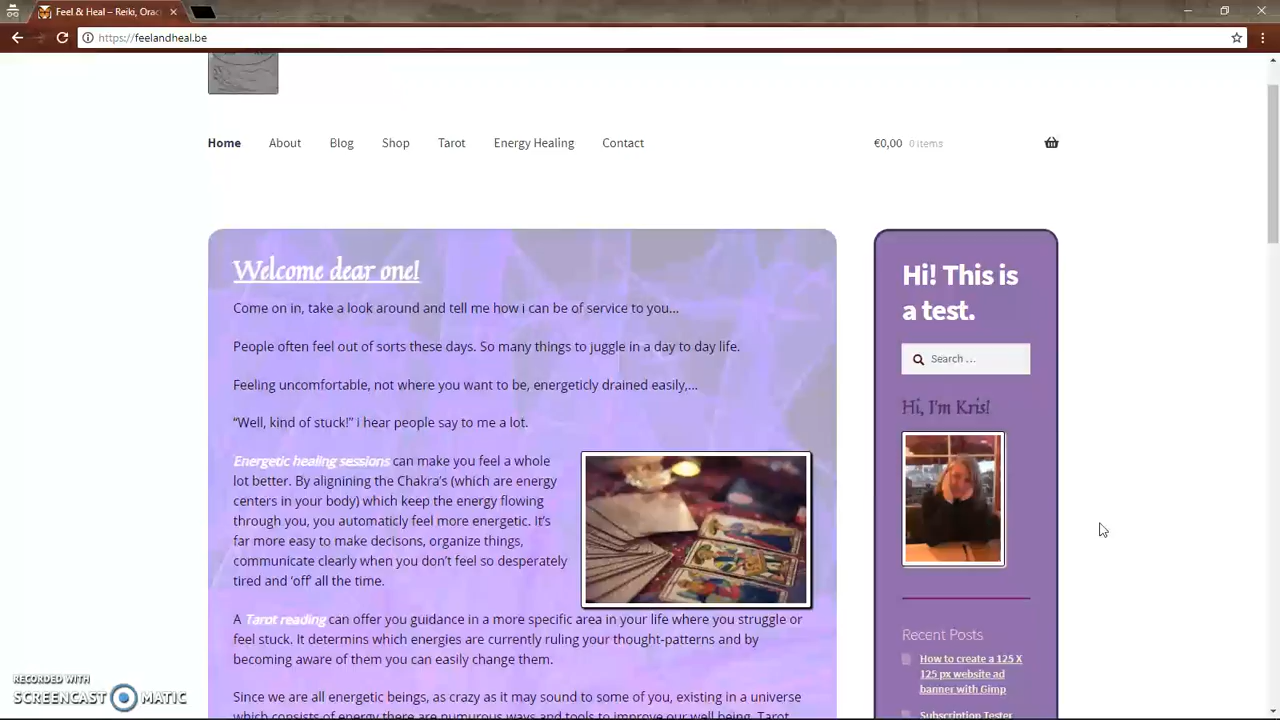 Feel & Heal – Reiki, Orac
https://feelandheal.be
Home About Blog Shop Tarot Energy Healing Contact €0,00 0 items
Welcome dear one!
Come on in, take a look around and tell me how i can be of service to you...
People often feel out of sorts these days. So many things to juggle in a day to day life.
Feeling uncomfortable, not where you want to be, energeticly drained easily,...
“Well, kind of stuck!” i hear people say to me a lot.
Energetic healing sessions can make you feel a whole
lot better. By alignining the Chakra’s (which are energy
centers in your body) which keep the energy flowing
through you, you automaticly feel more energetic. It’s
far more easy to make decisons, organize things,
communicate clearly when you don’t feel so desperately
tired and ‘off’ all the time.
A Tarot reading can offer you guidance in a more specific area in your life where you struggle or
feel stuck. It determins which energies are currently ruling your thought-patterns and by
becoming aware of them you can easily change them.
Since we are all energetic beings, as crazy as it may sound to some of you, existing in a universe
which consists of energy there are numurous ways and tools to improve our well being. Tarot
Hi! This is
a test.
Search …
Hi, I'm Kris!
Recent Posts
How to create a 125 X
125 px website ad
banner with Gimp
Subscription Tester
RECORDED WITH
SCREENCAST MATIC